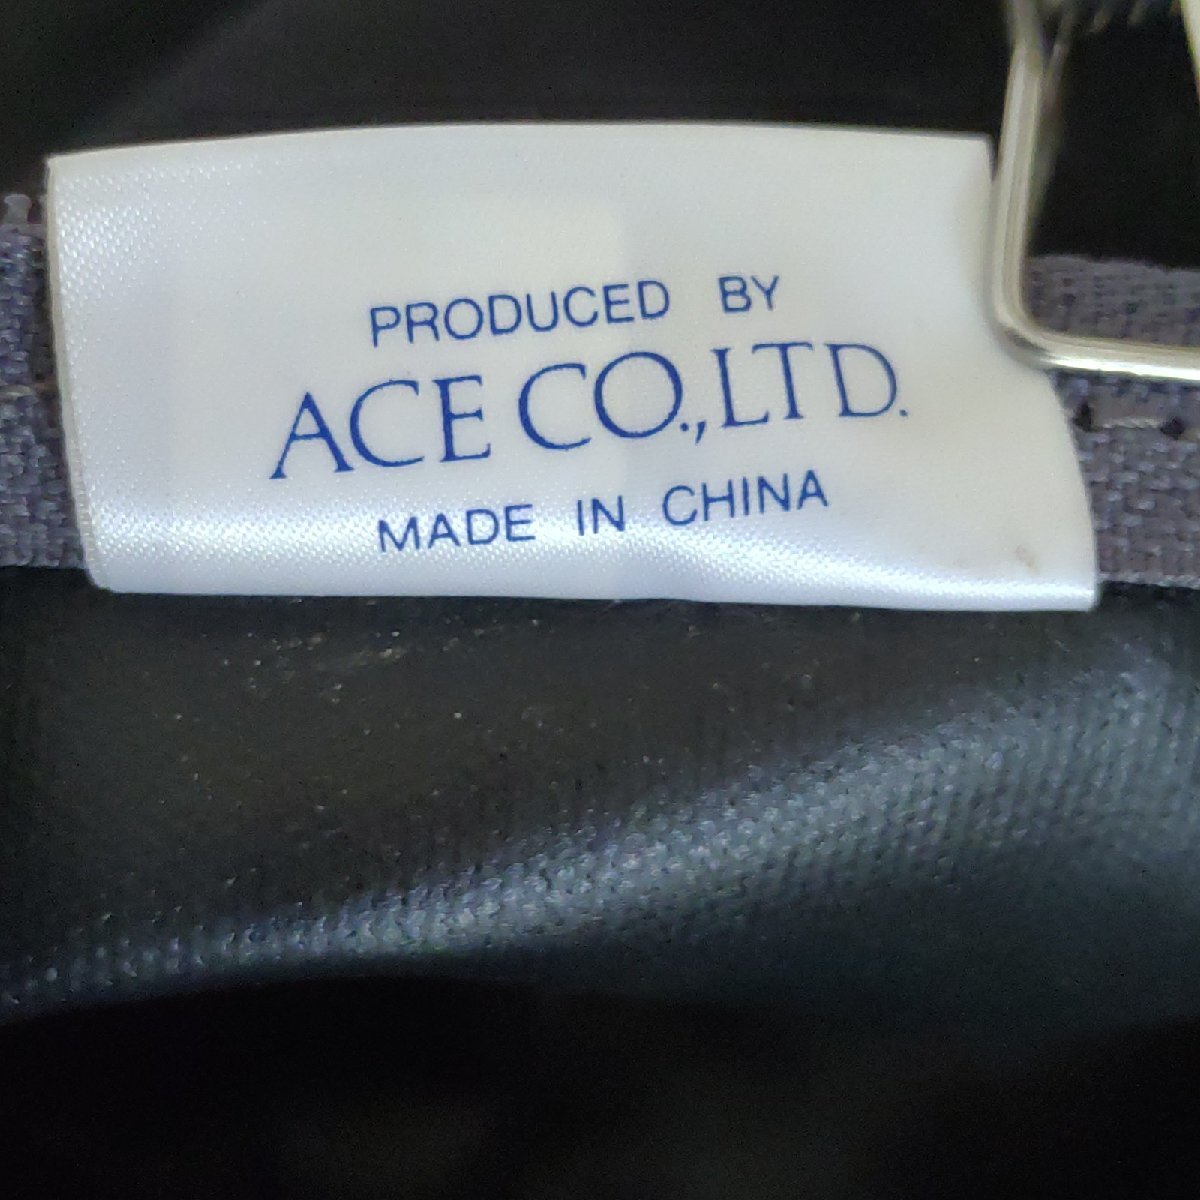 PRODUCED BY
ACE CO.,LTD.
MADE IN CHINA